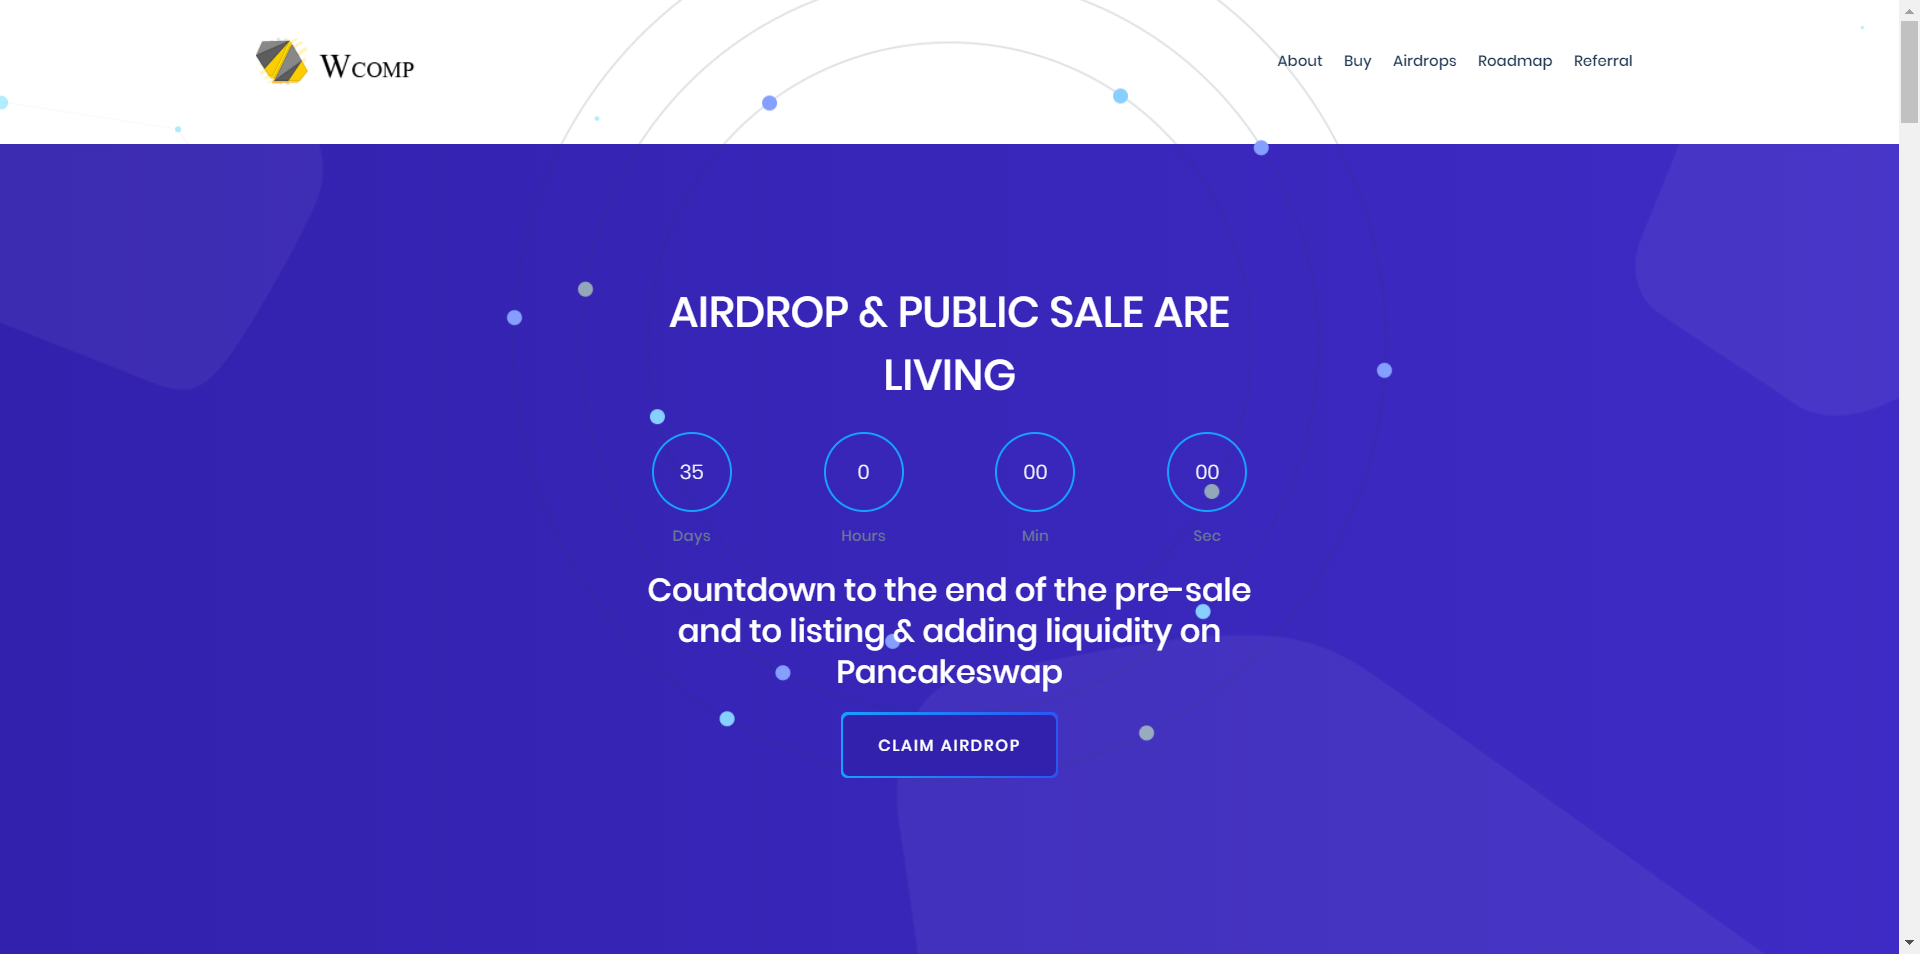 WCOMP
About Buy Airdrops Roadmap Referral
AIRDROP & PUBLIC SALE ARE
LIVING
35 0 00 00
Days Hours Min Sec
Countdown to the end of the pre-sale
and to listing & adding liquidity on
Pancakeswap
CLAIM AIRDROP